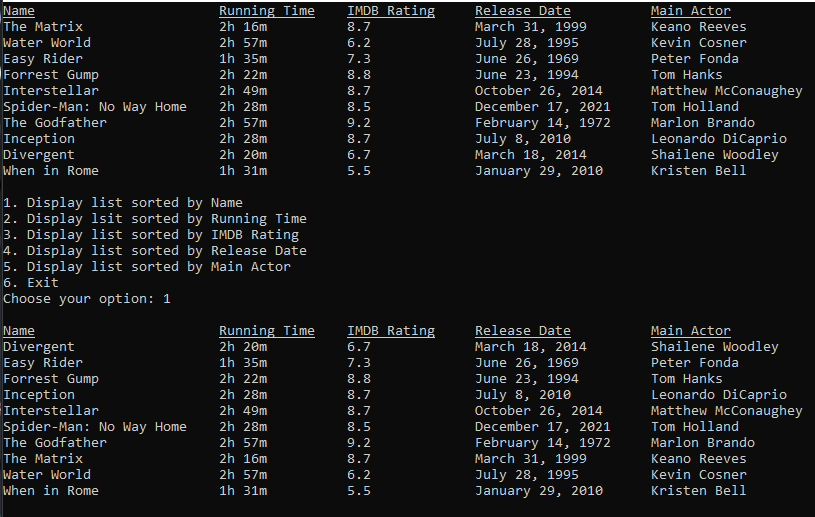 Name Running Time IMDB Rating Release Date Main Actor
The Matrix 2h 16m 8.7 March 31, 1999 Keano Reeves
Water World 2h 57m 6.2 July 28, 1995 Kevin Cosner
Easy Rider 1h 35m 7.3 June 26, 1969 Peter Fonda
Forrest Gump 2h 22m 8.8 June 23, 1994 Tom Hanks
Interstellar 2h 49m 8.7 October 26, 2014 Matthew McConaughey
Spider-Man: No Way Home 2h 28m 8.5 December 17, 2021 Tom Holland
The Godfather 2h 57m 9.2 February 14, 1972 Marlon Brando
Inception 2h 28m 8.7 July 8, 2010 Leonardo DiCaprio
Divergent 2h 20m 6.7 March 18, 2014 Shailene Woodley
When in Rome 1h 31m 5.5 January 29, 2010 Kristen Bell
1. Display list sorted by Name
2. Display lsit sorted by Running Time
3. Display list sorted by IMDB Rating
4. Display list sorted by Release Date
5. Display list sorted by Main Actor
6. Exit
Choose your option: 1
Name Running Time IMDB Rating Release Date Main Actor
Divergent 2h 20m 6.7 March 18, 2014 Shailene Woodley
Easy Rider 1h 35m 7.3 June 26, 1969 Peter Fonda
Forrest Gump 2h 22m 8.8 June 23, 1994 Tom Hanks
Inception 2h 28m 8.7 July 8, 2010 Leonardo DiCaprio
Interstellar 2h 49m 8.7 October 26, 2014 Matthew McConaughey
Spider-Man: No Way Home 2h 28m 8.5 December 17, 2021 Tom Holland
The Godfather 2h 57m 9.2 February 14, 1972 Marlon Brando
The Matrix 2h 16m 8.7 March 31, 1999 Keano Reeves
Water World 2h 57m 6.2 July 28, 1995 Kevin Cosner
When in Rome 1h 31m 5.5 January 29, 2010 Kristen Bell